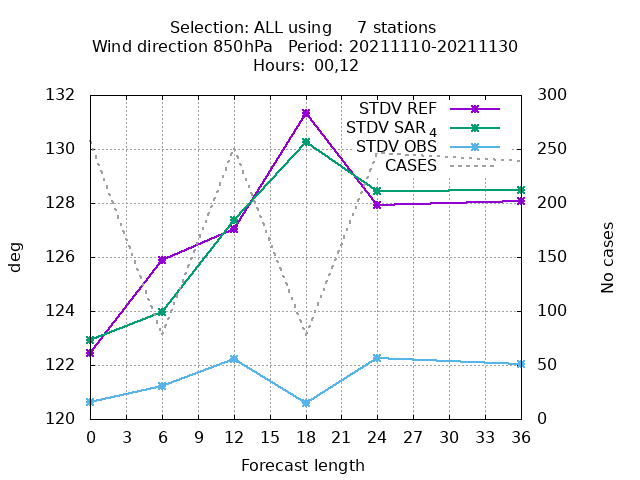 Selection: ALL using 7 stations
Wind direction 850hPa Period: 20211110-20211130
Hours: 00,12
132 300
STDV REF
STDV SAR4
STDV OBS
CASES
130 250
128 200
126 150
124 100
122 50
120 0
deg
No cases
0 3 6 9 12 15 18 21 24 27 30 33 36
Forecast length